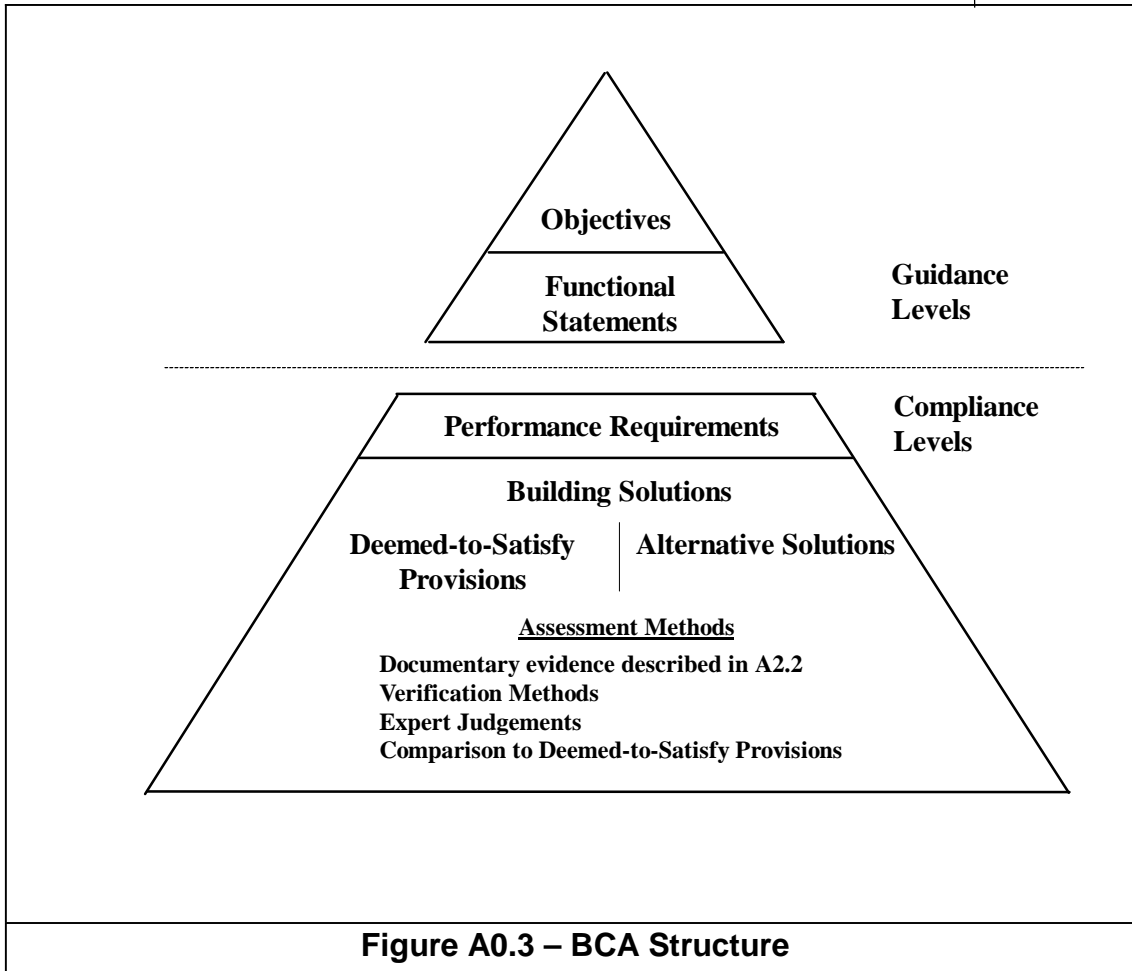 Objectives
Functional
Statements
Guidance
Levels
Compliance
Levels
Performance Requirements
Building Solutions
Deemed-to-Satisfy
Provisions
Alternative Solutions
Assessment Methods
Documentary evidence described in A2.2
Verification Methods
Expert Judgements
Comparison to Deemed-to-Satisfy Provisions
Figure A0.3 – BCA Structure